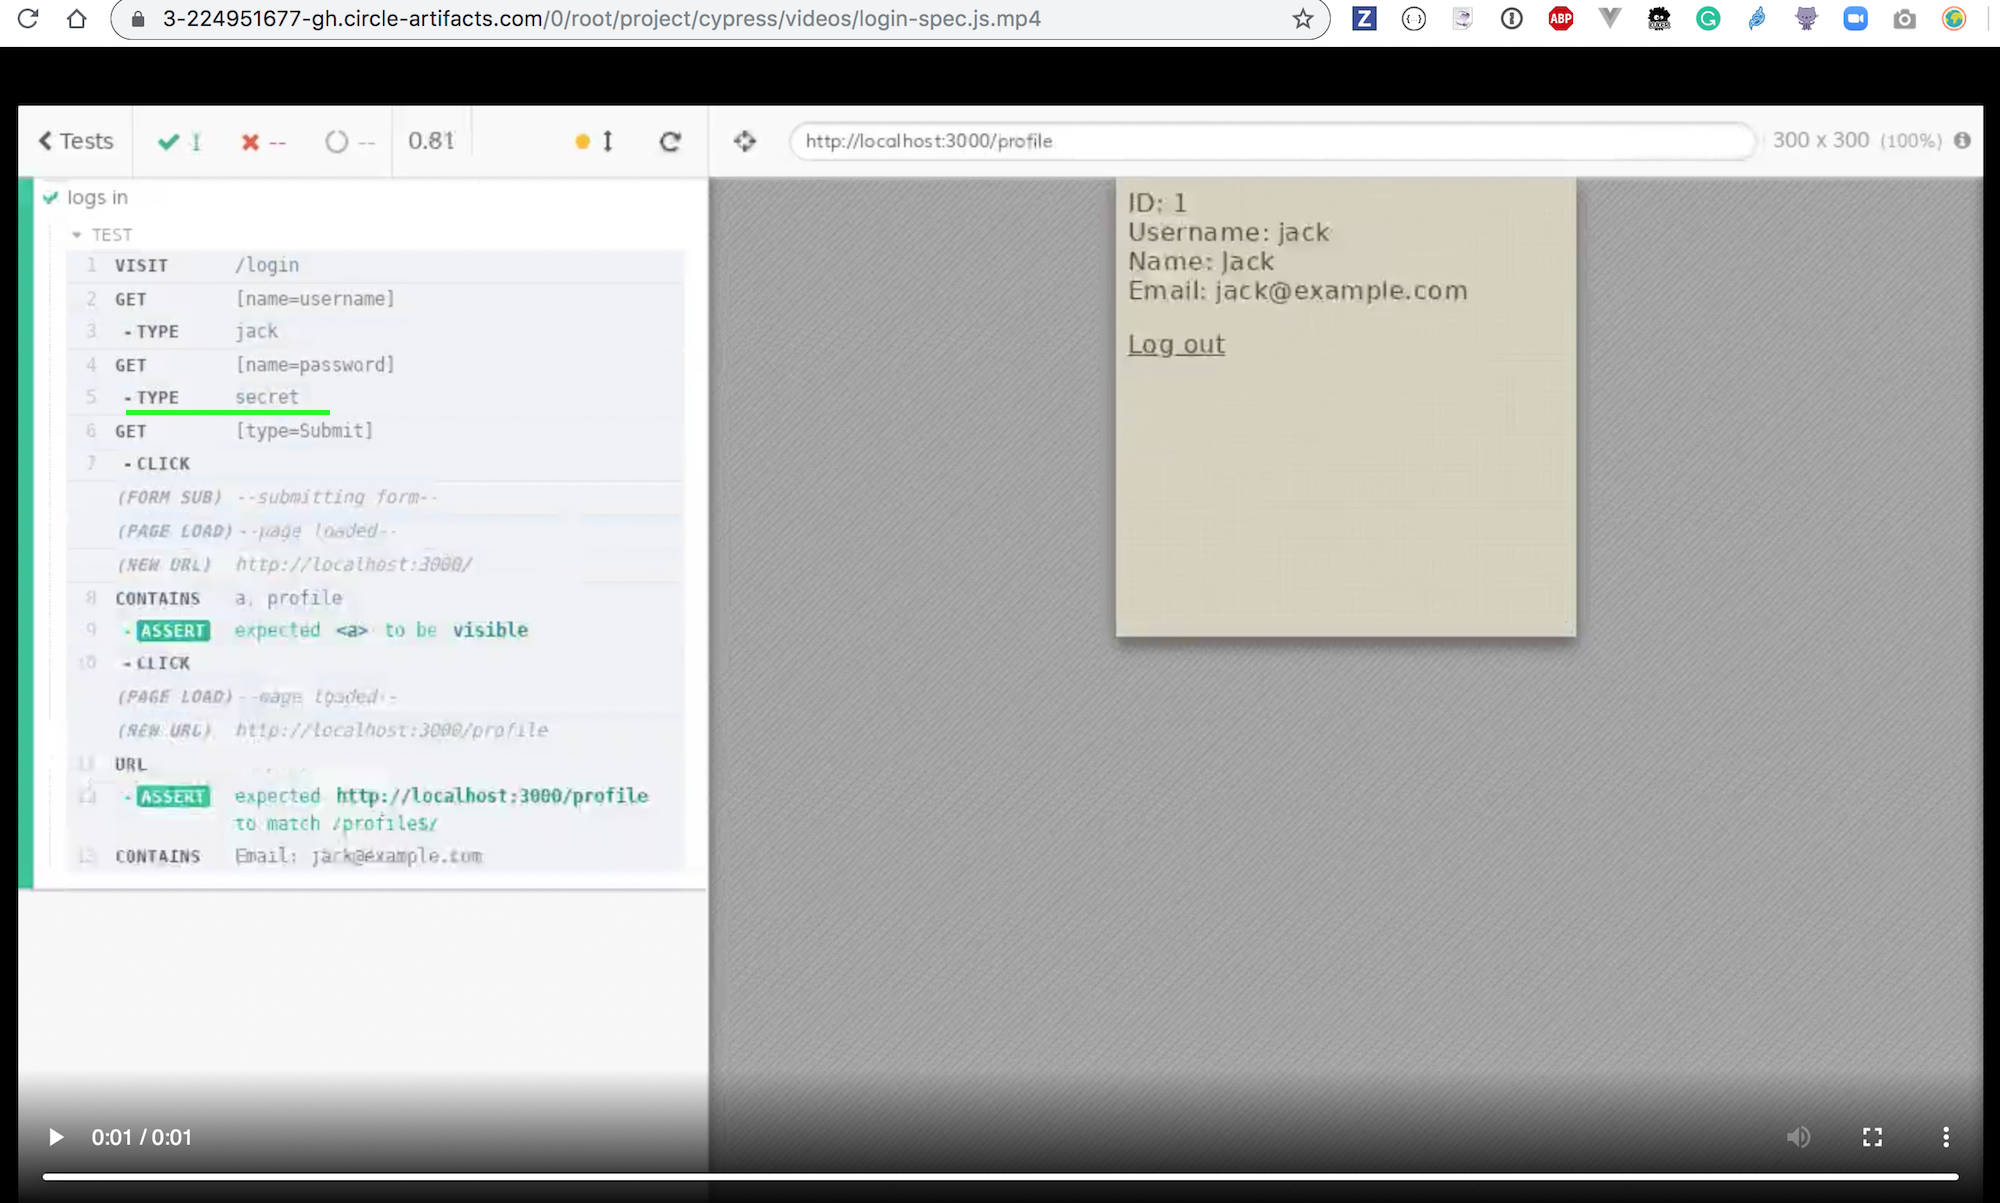 3-224951677-gh.circle-artifacts.com/0/root/project/cypress/videos/login-spec.js.mp4
Z ABP G
Tests -- -- 0.81 http://localhost:3000/profile 300 x 300 (100%)
logs in
TEST
1 VISIT /login
2 GET [name=username]
3 -TYPE jack
4 GET [name=password]
5 -TYPE secret
6 GET [type=Submit]
7 -CLICK
(FORM SUB) --submitting form--
(PAGE LOAD) --page loaded--
(NEW URL) http://localhost:3000/
8 CONTAINS a, profile
9 -ASSERT expected <a> to be visible
10 -CLICK
(PAGE LOAD) --page loaded--
(NEW URL) http://localhost:3000/profile
11 URL
-ASSERT expected http://localhost:3000/profile
to match /profile$/
CONTAINS Email: jack@example.com
ID: 1
Username: jack
Name: Jack
Email: jack@example.com
Log out
0:01 / 0:01